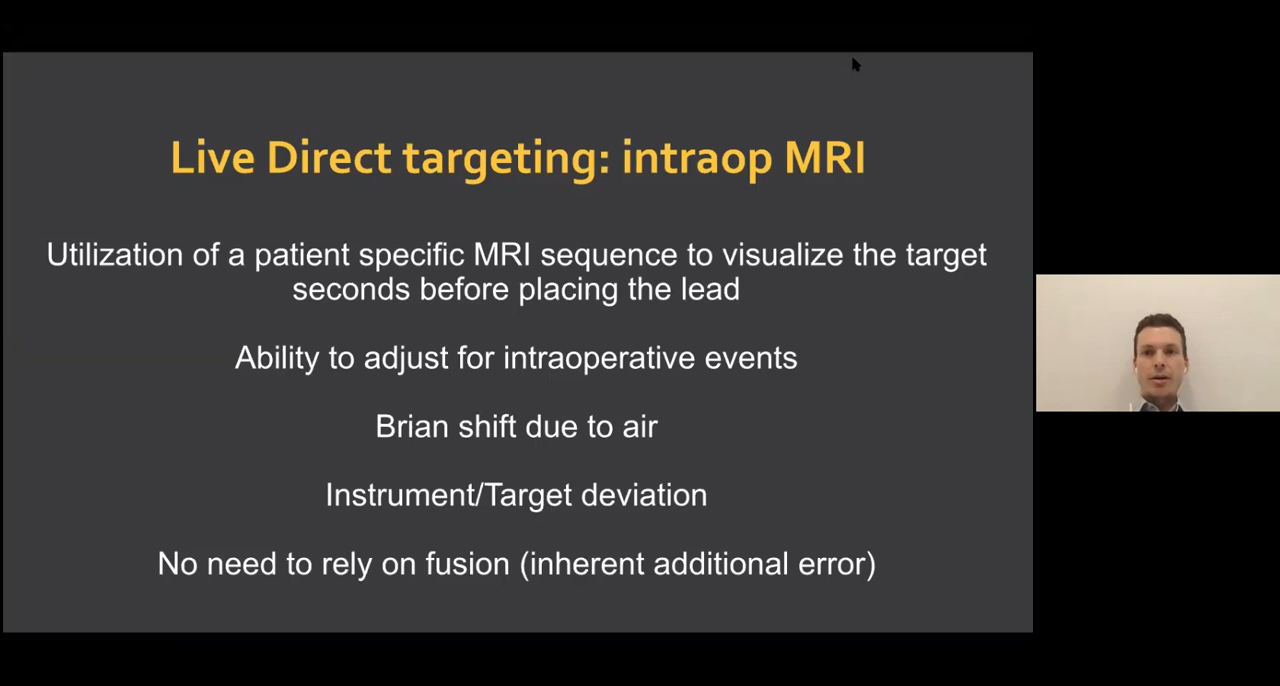 Live Direct targeting: intraop MRI
Utilization of a patient specific MRI sequence to visualize the target
seconds before placing the lead
Ability to adjust for intraoperative events
Brian shift due to air
Instrument/Target deviation
No need to rely on fusion (inherent additional error)